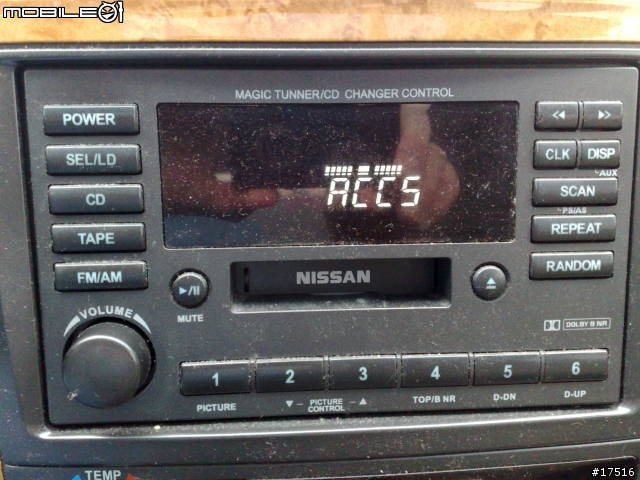 MOBILE01
MAGIC TUNNER/CD CHANGER CONTROL
POWER
SEL/LD
CD
TAPE
FM/AM
ACCS
CLK DISP
AUX
SCAN
PS/AS
REPEAT
RANDOM
NISSAN
MUTE
VOLUME
DOLBY B NR
1 2 3 4 5 6
PICTURE
PICTURE CONTROL
TOP/B NR
D-DN
D-UP
TEMP
#17516